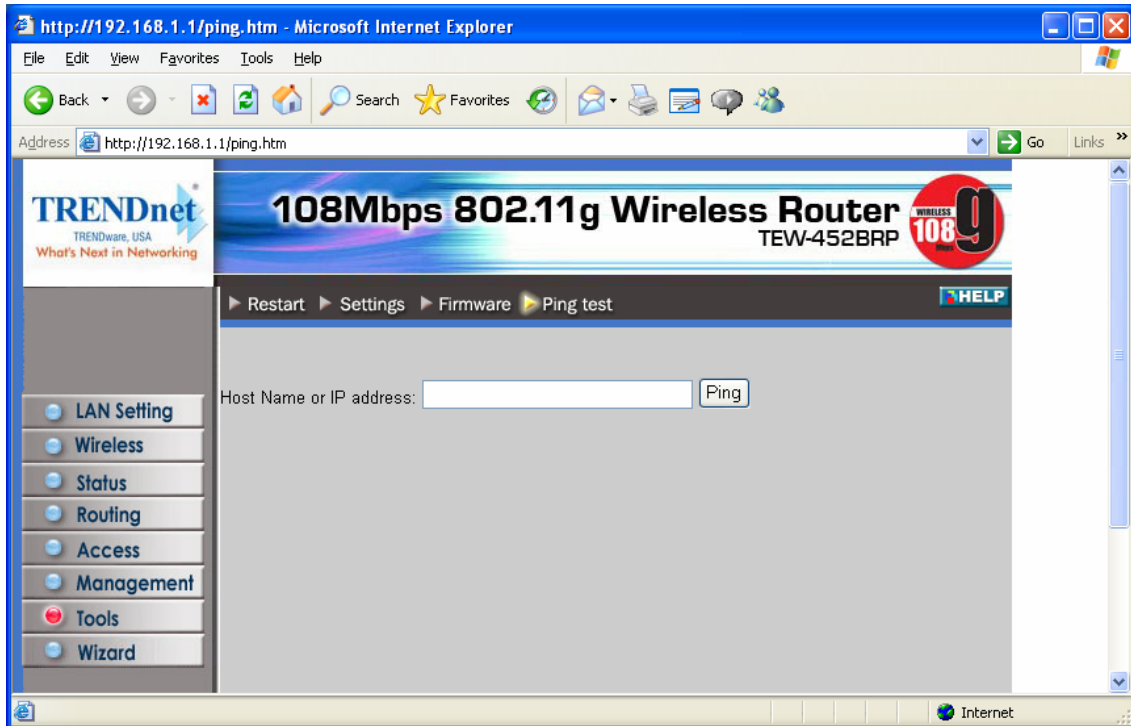 http://192.168.1.1/ping.htm - Microsoft Internet Explorer
File Edit View Favorites Tools Help
Back Search Favorites
Address http://192.168.1.1/ping.htm Go Links »
TRENDnet
TRENDware, USA
What's Next in Networking
108Mbps 802.11g Wireless Router
TEW-452BRP
WIRELESS
108
Mbps
g
Restart Settings Firmware Ping test
HELP
Host Name or IP address: Ping
LAN Setting
Wireless
Status
Routing
Access
Management
Tools
Wizard
Internet